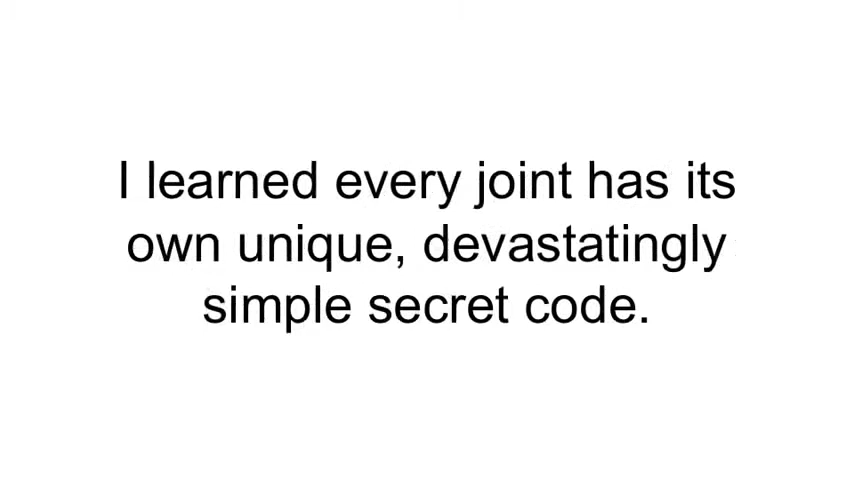 I learned every joint has its
own unique, devastatingly
simple secret code.